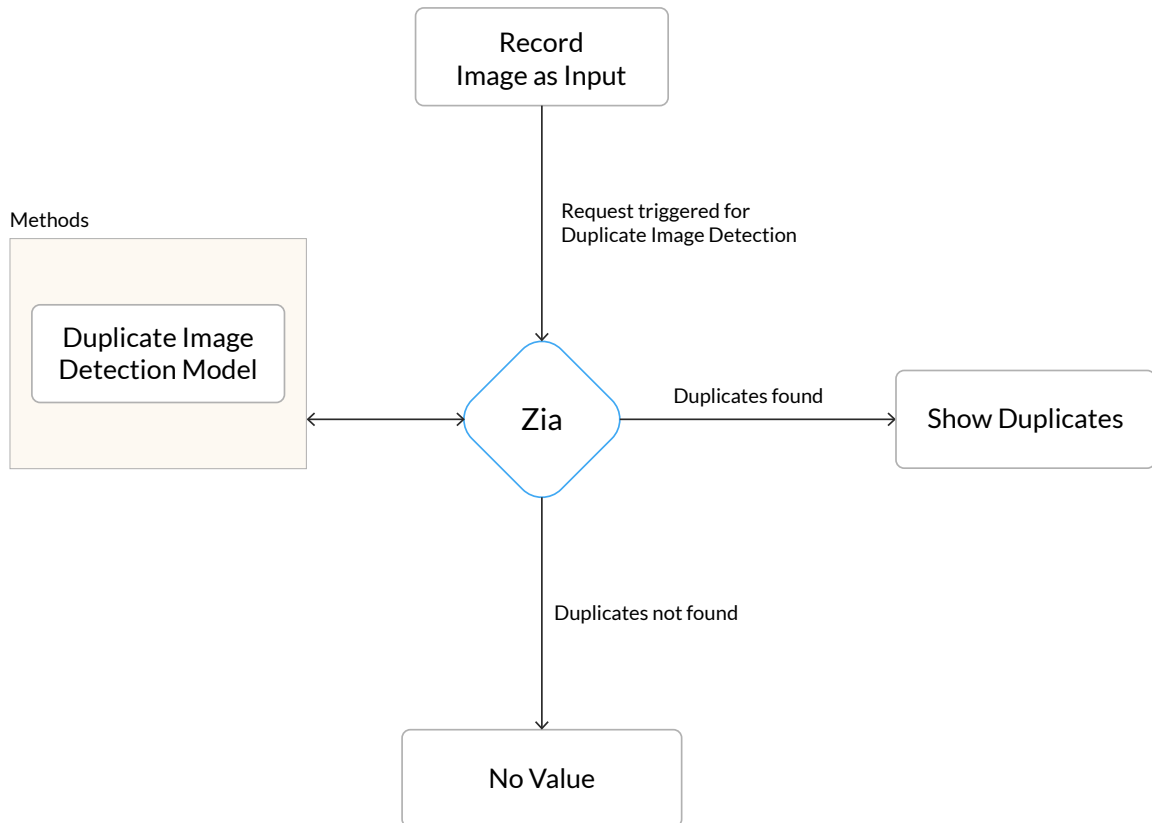 Record
Image as Input
Request triggered for
Duplicate Image Detection
Methods
Duplicate Image
Detection Model
Zia
Duplicates found
Show Duplicates
Duplicates not found
No Value